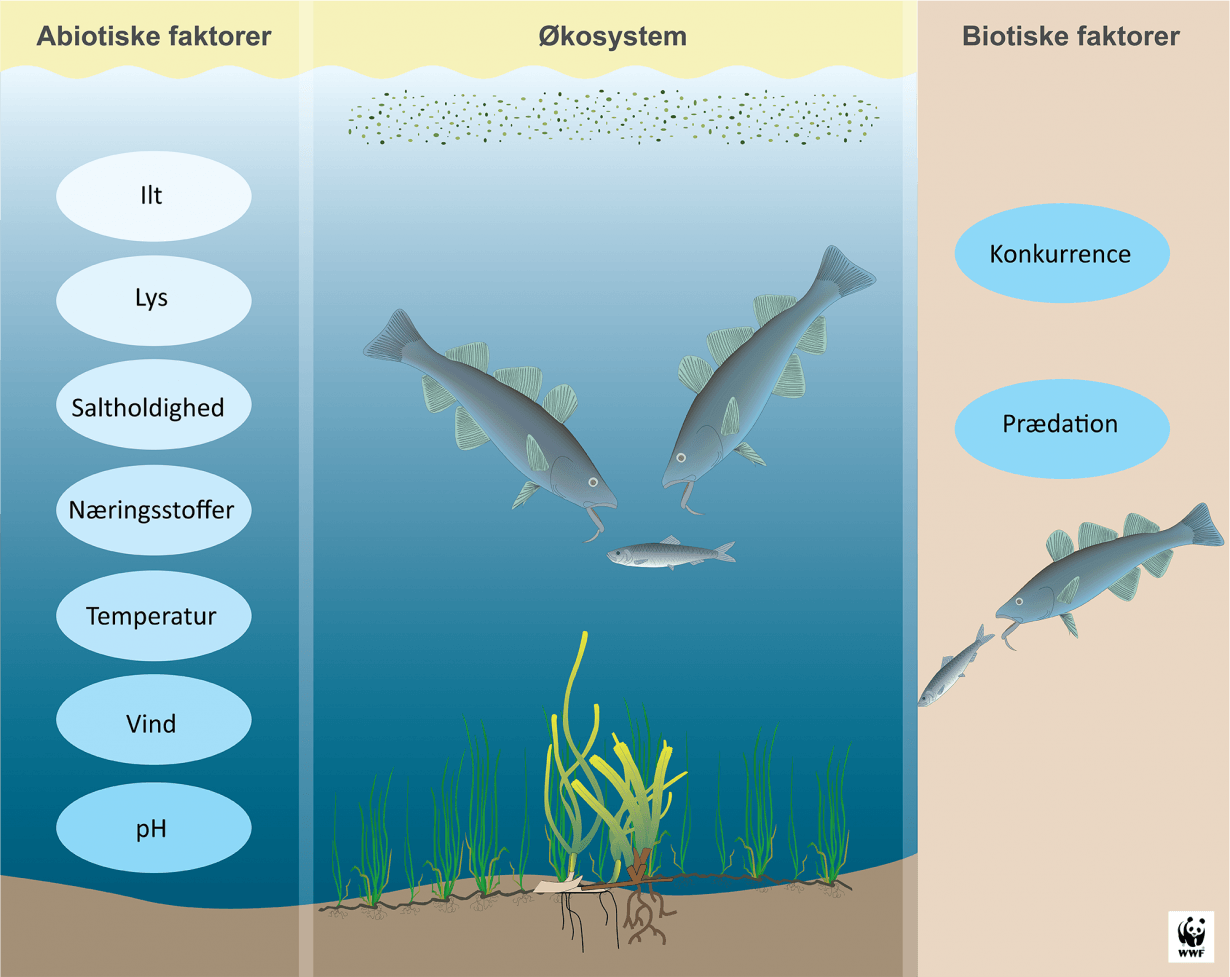 Abiotiske faktorer
Økosystem
Biotiske faktorer
Ilt
Lys
Saltholdighed
Næringsstoffer
Temperatur
Vind
pH
Konkurrence
Prædation
WWF